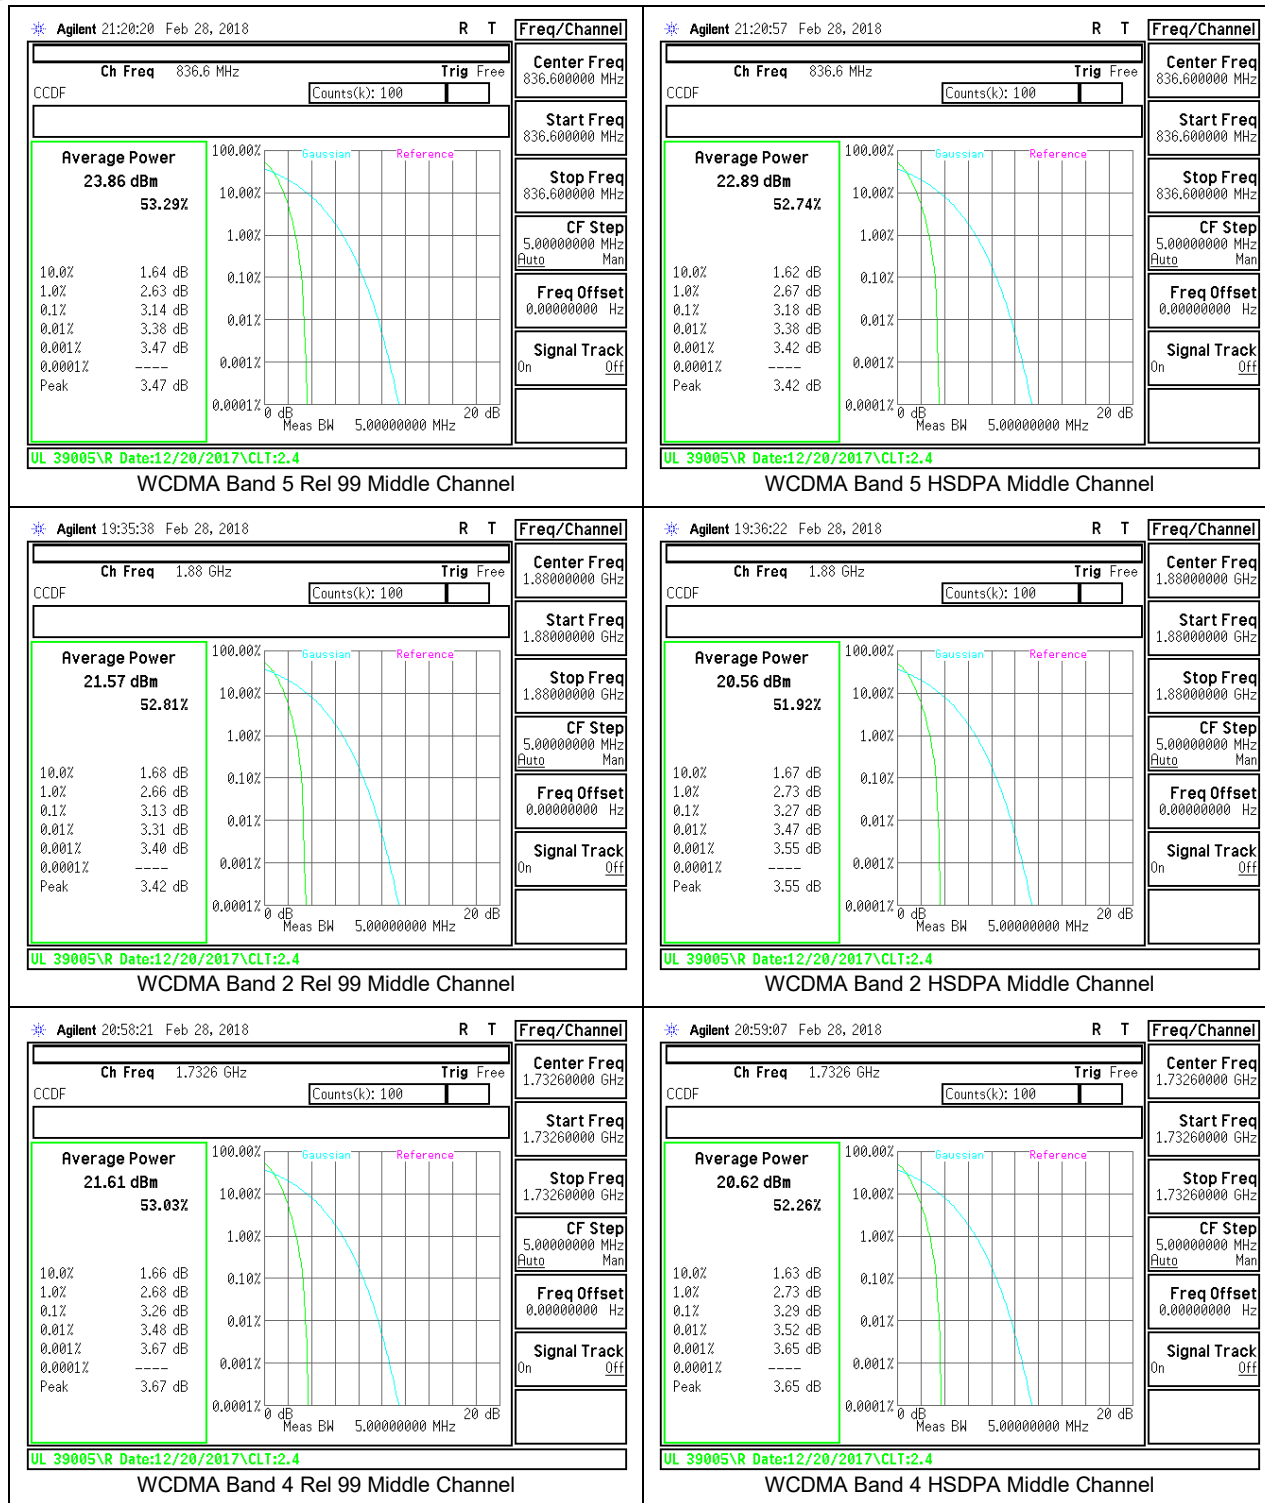 Agilent 21:20:20 Feb 28, 2018 R T Freq/Channel
Ch Freq 836.6 MHz Trig Free
CCDF Counts(k): 100
Average Power
23.86 dBm
53.29%
10.0% 1.64 dB
1.0% 2.63 dB
0.1% 3.14 dB
0.01% 3.38 dB
0.001% 3.47 dB
0.0001% ----
Peak 3.47 dB
Gaussian Reference
100.00%
10.00%
1.00%
0.10%
0.01%
0.001%
0.0001%
0 dB 20 dB
Meas BW 5.00000000 MHz
Center Freq
836.600000 MHz
Start Freq
836.600000 MHz
Stop Freq
836.600000 MHz
CF Step
5.00000000 MHz
Auto Man
Freq Offset
0.00000000 Hz
Signal Track
On Off
UL 39005\R Date:12/20/2017\CLT:2.4
WCDMA Band 5 Rel 99 Middle Channel
Agilent 21:20:57 Feb 28, 2018 R T Freq/Channel
Ch Freq 836.6 MHz Trig Free
CCDF Counts(k): 100
Average Power
22.89 dBm
52.74%
10.0% 1.62 dB
1.0% 2.67 dB
0.1% 3.18 dB
0.01% 3.38 dB
0.001% 3.42 dB
0.0001% ----
Peak 3.42 dB
Gaussian Reference
100.00%
10.00%
1.00%
0.10%
0.01%
0.001%
0.0001%
0 dB 20 dB
Meas BW 5.00000000 MHz
Center Freq
836.600000 MHz
Start Freq
836.600000 MHz
Stop Freq
836.600000 MHz
CF Step
5.00000000 MHz
Auto Man
Freq Offset
0.00000000 Hz
Signal Track
On Off
UL 39005\R Date:12/20/2017\CLT:2.4
WCDMA Band 5 HSDPA Middle Channel
Agilent 19:35:38 Feb 28, 2018 R T Freq/Channel
Ch Freq 1.88 GHz Trig Free
CCDF Counts(k): 100
Average Power
21.57 dBm
52.81%
10.0% 1.68 dB
1.0% 2.66 dB
0.1% 3.13 dB
0.01% 3.31 dB
0.001% 3.40 dB
0.0001% ----
Peak 3.42 dB
Gaussian Reference
100.00%
10.00%
1.00%
0.10%
0.01%
0.001%
0.0001%
0 dB 20 dB
Meas BW 5.00000000 MHz
Center Freq
1.88000000 GHz
Start Freq
1.88000000 GHz
Stop Freq
1.88000000 GHz
CF Step
5.00000000 MHz
Auto Man
Freq Offset
0.00000000 Hz
Signal Track
On Off
UL 39005\R Date:12/20/2017\CLT:2.4
WCDMA Band 2 Rel 99 Middle Channel
Agilent 19:36:22 Feb 28, 2018 R T Freq/Channel
Ch Freq 1.88 GHz Trig Free
CCDF Counts(k): 100
Average Power
20.56 dBm
51.92%
10.0% 1.67 dB
1.0% 2.73 dB
0.1% 3.27 dB
0.01% 3.47 dB
0.001% 3.55 dB
0.0001% ----
Peak 3.55 dB
Gaussian Reference
100.00%
10.00%
1.00%
0.10%
0.01%
0.001%
0.0001%
0 dB 20 dB
Meas BW 5.00000000 MHz
Center Freq
1.88000000 GHz
Start Freq
1.88000000 GHz
Stop Freq
1.88000000 GHz
CF Step
5.00000000 MHz
Auto Man
Freq Offset
0.00000000 Hz
Signal Track
On Off
UL 39005\R Date:12/20/2017\CLT:2.4
WCDMA Band 2 HSDPA Middle Channel
Agilent 20:58:21 Feb 28, 2018 R T Freq/Channel
Ch Freq 1.7326 GHz Trig Free
CCDF Counts(k): 100
Average Power
21.61 dBm
53.03%
10.0% 1.66 dB
1.0% 2.68 dB
0.1% 3.26 dB
0.01% 3.48 dB
0.001% 3.67 dB
0.0001% ----
Peak 3.67 dB
Gaussian Reference
100.00%
10.00%
1.00%
0.10%
0.01%
0.001%
0.0001%
0 dB 20 dB
Meas BW 5.00000000 MHz
Center Freq
1.73260000 GHz
Start Freq
1.73260000 GHz
Stop Freq
1.73260000 GHz
CF Step
5.00000000 MHz
Auto Man
Freq Offset
0.00000000 Hz
Signal Track
On Off
UL 39005\R Date:12/20/2017\CLT:2.4
WCDMA Band 4 Rel 99 Middle Channel
Agilent 20:59:07 Feb 28, 2018 R T Freq/Channel
Ch Freq 1.7326 GHz Trig Free
CCDF Counts(k): 100
Average Power
20.62 dBm
52.26%
10.0% 1.63 dB
1.0% 2.73 dB
0.1% 3.29 dB
0.01% 3.52 dB
0.001% 3.65 dB
0.0001% ----
Peak 3.65 dB
Gaussian Reference
100.00%
10.00%
1.00%
0.10%
0.01%
0.001%
0.0001%
0 dB 20 dB
Meas BW 5.00000000 MHz
Center Freq
1.73260000 GHz
Start Freq
1.73260000 GHz
Stop Freq
1.73260000 GHz
CF Step
5.00000000 MHz
Auto Man
Freq Offset
0.00000000 Hz
Signal Track
On Off
UL 39005\R Date:12/20/2017\CLT:2.4
WCDMA Band 4 HSDPA Middle Channel